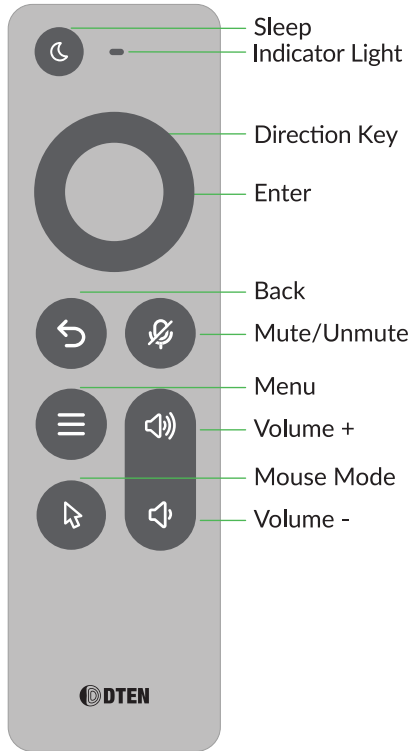 Sleep
Indicator Light
Direction Key
Enter
Back
Mute/Unmute
Menu
Volume +
Mouse Mode
Volume -
DTEN